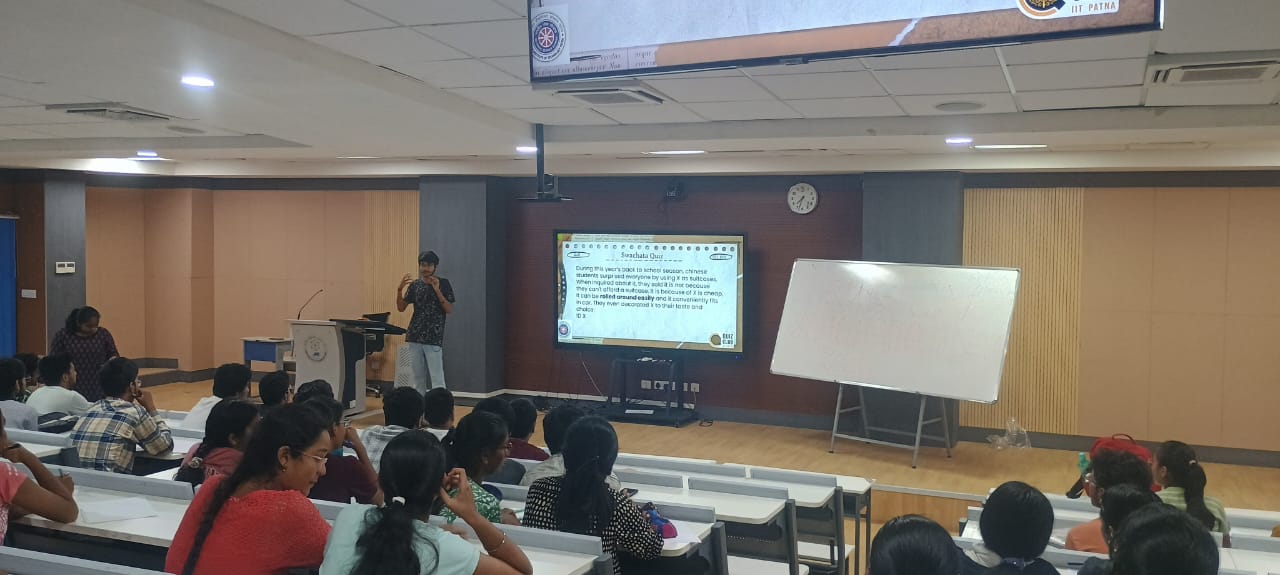 IIT PATNA
Swachata Quiz
During this year's back to school season, chinese
students surprised everyone by using X as suitcases.
When inquired about it, they said it is not because
they can't afford a suitcase, it is because of X is cheap,
it can be rolled around easily and it conveniently fits
in car. They even decorated X to their taste and
choice.
ID X
QUIZ
CLUB